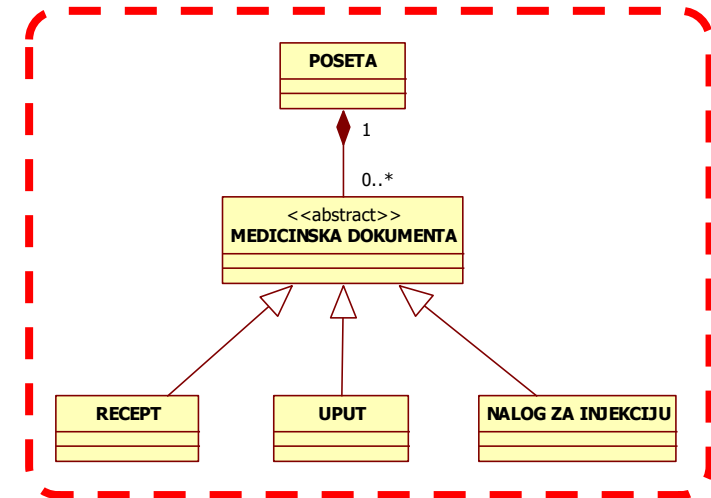 POSETA
1
0..*
<<abstract>>
MEDICINSKA DOKUMENTA
RECEPT
UPUT
NALOG ZA INJEKCIJU